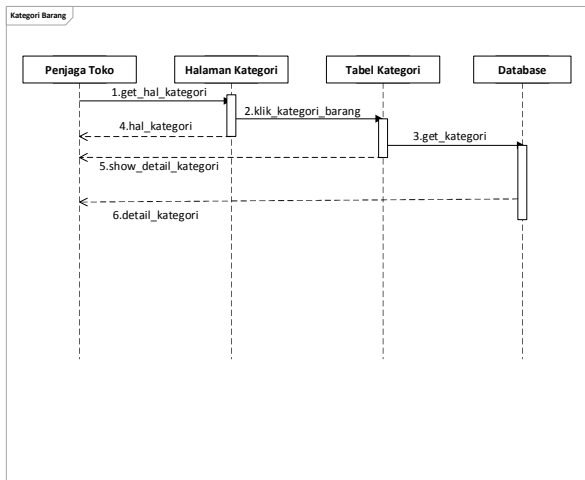 Kategori Barang
Penjaga Toko
Halaman Kategori
Tabel Kategori
Database
1.get_hal_kategori
2.klik_kategori_barang
3.get_kategori
4.hal_kategori
5.show_detail_kategori
6.detail_kategori